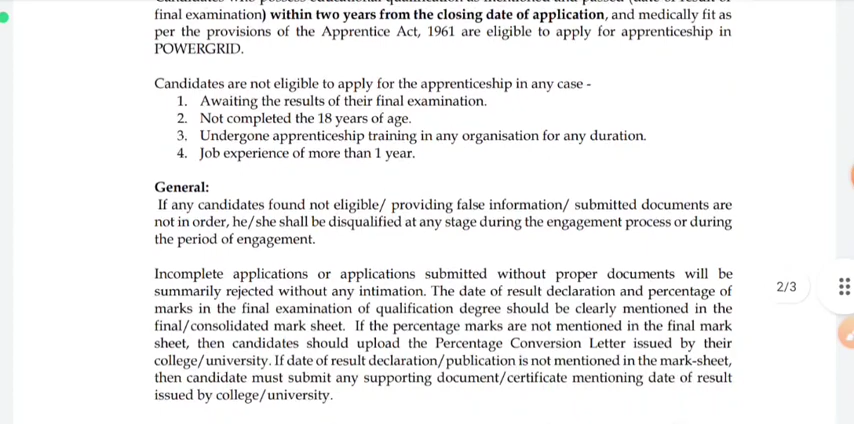 final examination) within two years from the closing date of application, and medically fit as
per the provisions of the Apprentice Act, 1961 are eligible to apply for apprenticeship in
POWERGRID.
Candidates are not eligible to apply for the apprenticeship in any case -
1. Awaiting the results of their final examination.
2. Not completed the 18 years of age.
3. Undergone apprenticeship training in any organisation for any duration.
4. Job experience of more than 1 year.
General:
If any candidates found not eligible/ providing false information/ submitted documents are
not in order, he/she shall be disqualified at any stage during the engagement process or during
the period of engagement.
Incomplete applications or applications submitted without proper documents will be
summarily rejected without any intimation. The date of result declaration and percentage of
marks in the final examination of qualification degree should be clearly mentioned in the
final/consolidated mark sheet. If the percentage marks are not mentioned in the final mark
sheet, then candidates should upload the Percentage Conversion Letter issued by their
college/university. If date of result declaration/publication is not mentioned in the mark-sheet,
then candidate must submit any supporting document/certificate mentioning date of result
issued by college/university.
2/3